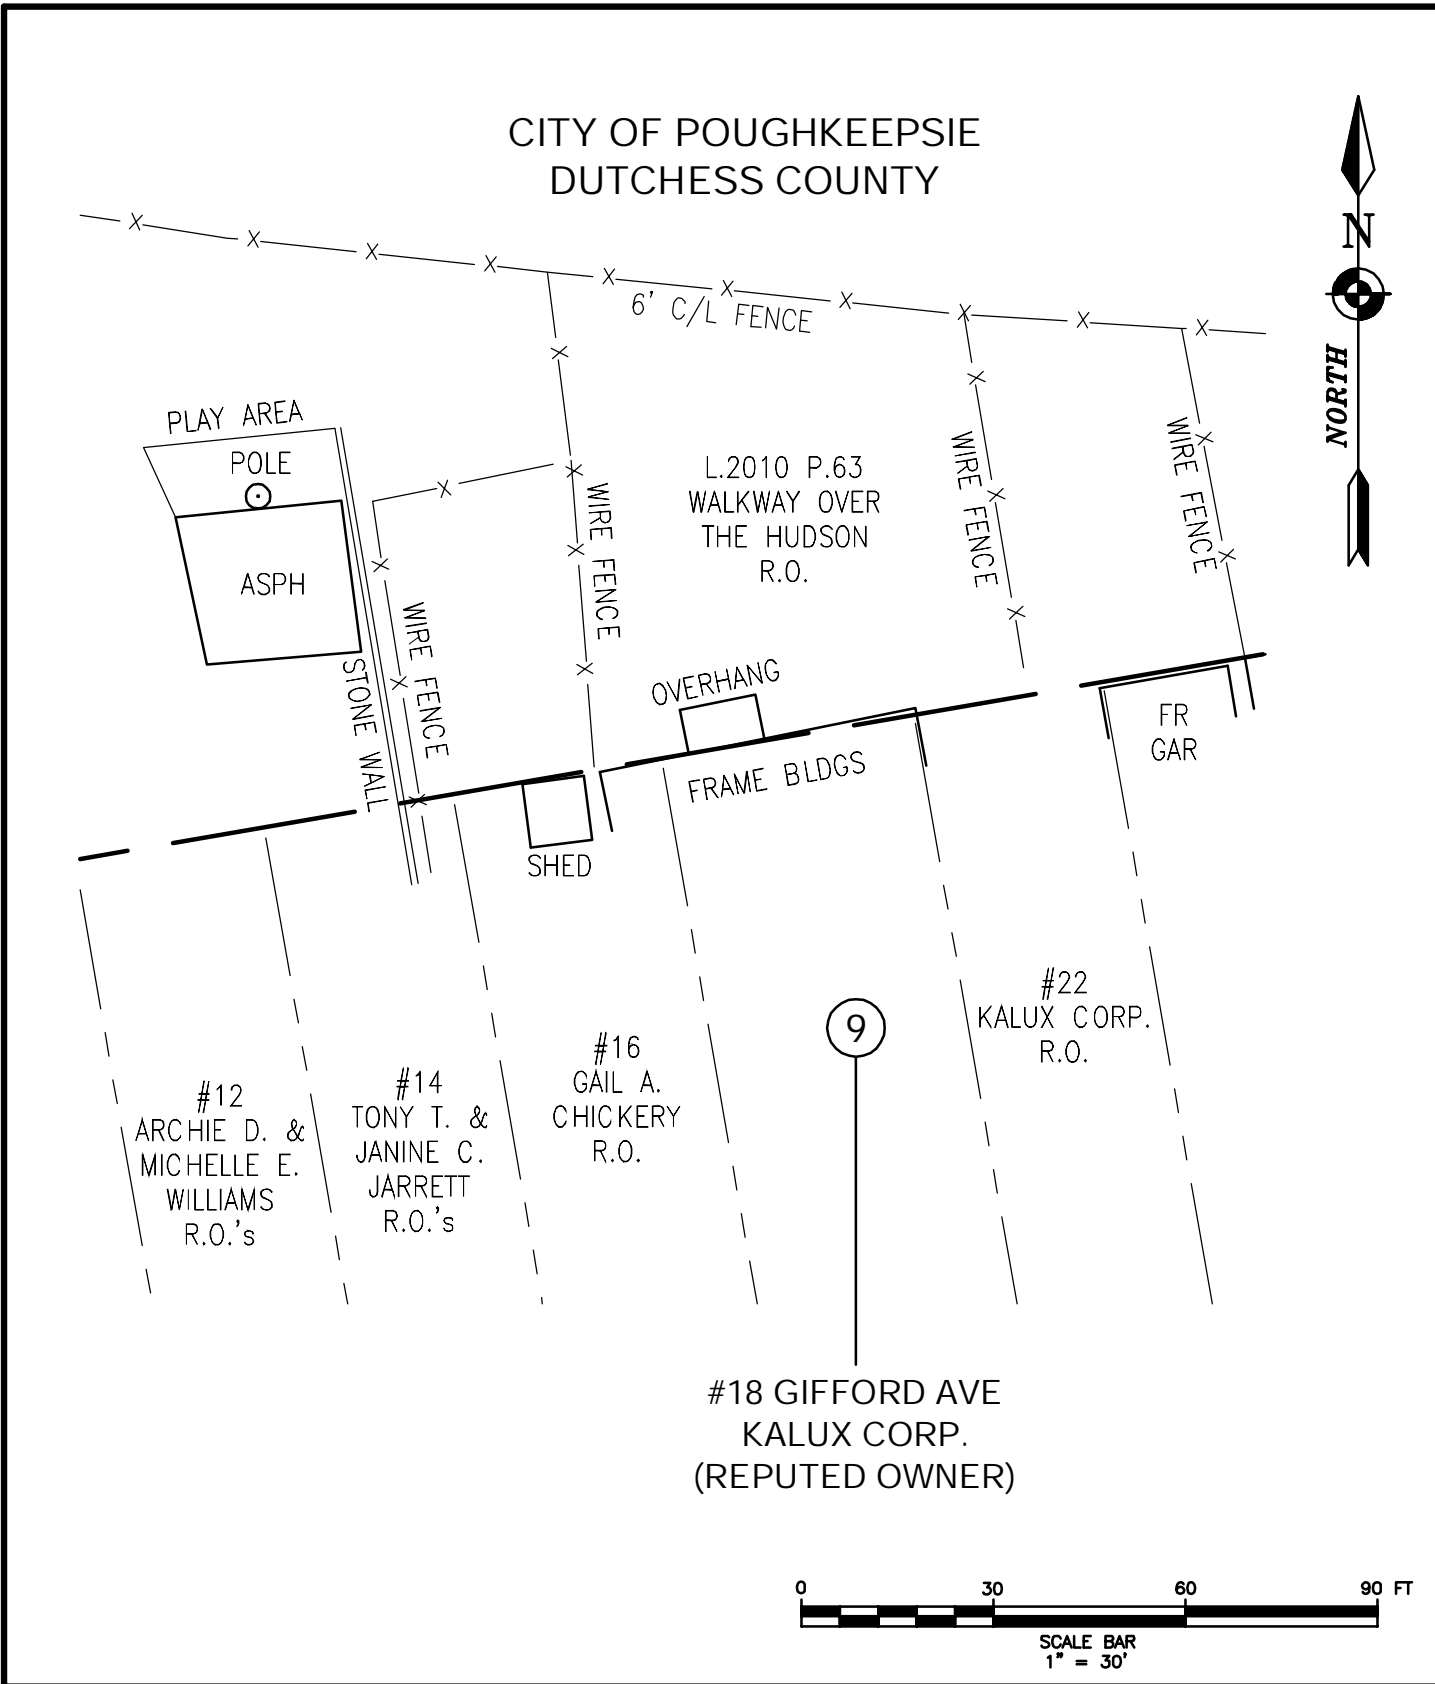 CITY OF POUGHKEEPSIE
DUTCHESS COUNTY
N
NORTH
6' C/L FENCE
PLAY AREA
POLE
ASPH
STONE WALL
WIRE FENCE
WIRE FENCE
L.2010 P.63
WALKWAY OVER
THE HUDSON
R.O.
WIRE FENCE
WIRE FENCE
OVERHANG
FRAME BLDGS
FR
GAR
SHED
#12
ARCHIE D. &
MICHELLE E.
WILLIAMS
R.O.'s
#14
TONY T. &
JANINE C.
JARRETT
R.O.'s
#16
GAIL A.
CHICKERY
R.O.
9
#22
KALUX CORP.
R.O.
#18 GIFFORD AVE
KALUX CORP.
(REPUTED OWNER)
0 30 60 90 FT
SCALE BAR
1" = 30'